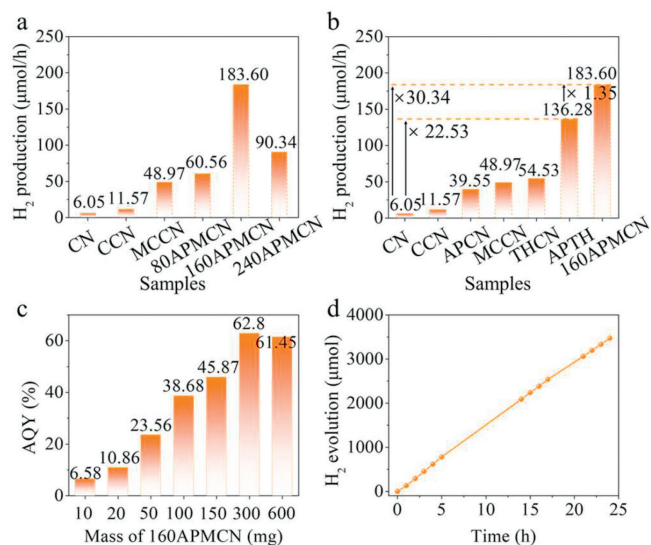 a
H₂ production (μmol/h)
250
200
150
100
50
0
6.05
11.57
48.97
60.56
183.60
90.34
CN
CCN
MCCN
80APMCN
160APMCN
240APMCN
Samples
b
H₂ production (μmol/h)
250
200
150
100
50
0
183.60
×30.34
× 1.35
136.28
× 22.53
6.05
11.57
39.55
48.97
54.53
CN
CCN
APCN
MCCN
THCN
APTH
160APMCN
Samples
c
AQY (%)
60
40
20
0
6.58
10.86
23.56
38.68
45.87
62.8
61.45
10 20 50 100 150 300 600
Mass of 160APMCN (mg)
d
H₂ evolution (μmol)
4000
3000
2000
1000
0
0 5 10 15 20 25
Time (h)